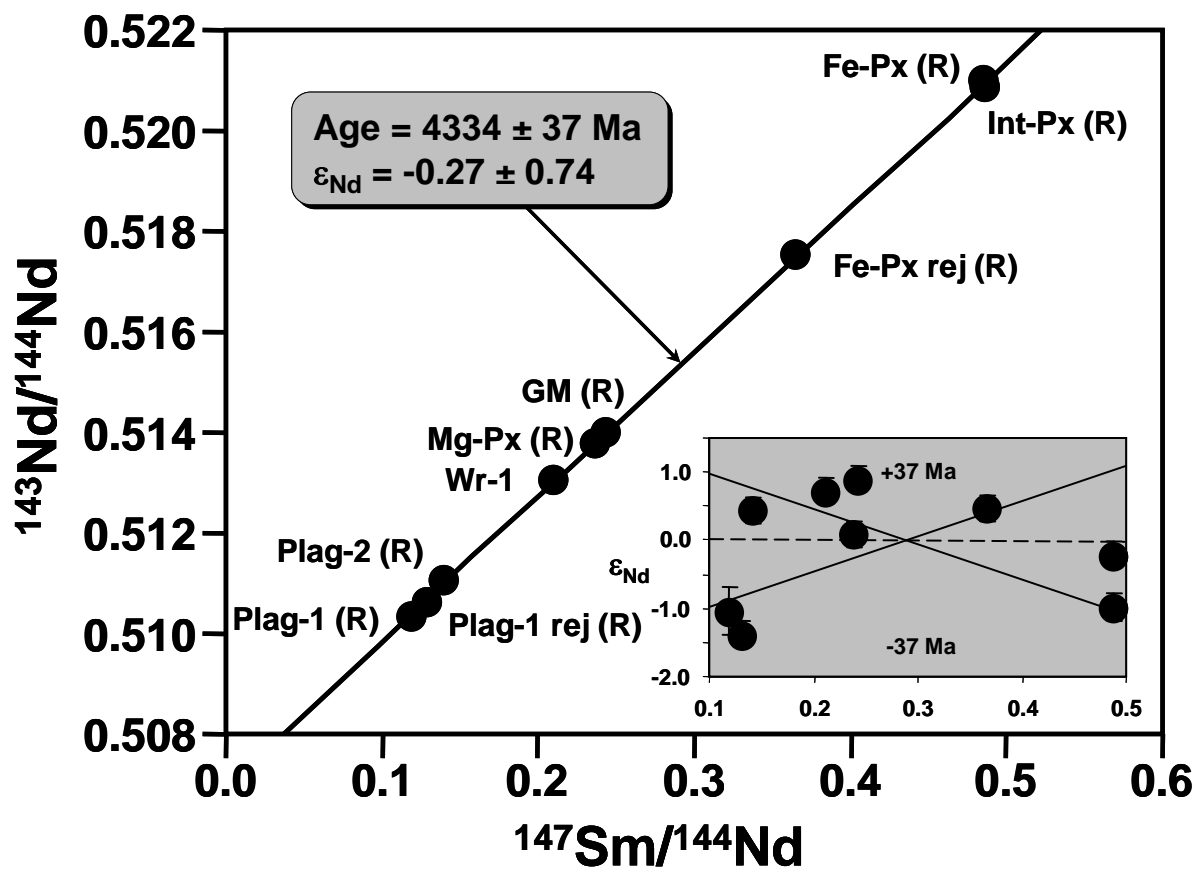 0.522
0.520
0.518
0.516
0.514
0.512
0.510
0.508
¹⁴³Nd/¹⁴⁴Nd
Age = 4334 ± 37 Ma
εNd = -0.27 ± 0.74
Fe-Px (R)
Int-Px (R)
Fe-Px rej (R)
GM (R)
Mg-Px (R)
Wr-1
Plag-2 (R)
Plag-1 (R)
Plag-1 rej (R)
1.0
0.0
-1.0
-2.0
εNd
+37 Ma
-37 Ma
0.1 0.2 0.3 0.4 0.5
0.0 0.1 0.2 0.3 0.4 0.5 0.6
¹⁴⁷Sm/¹⁴⁴Nd